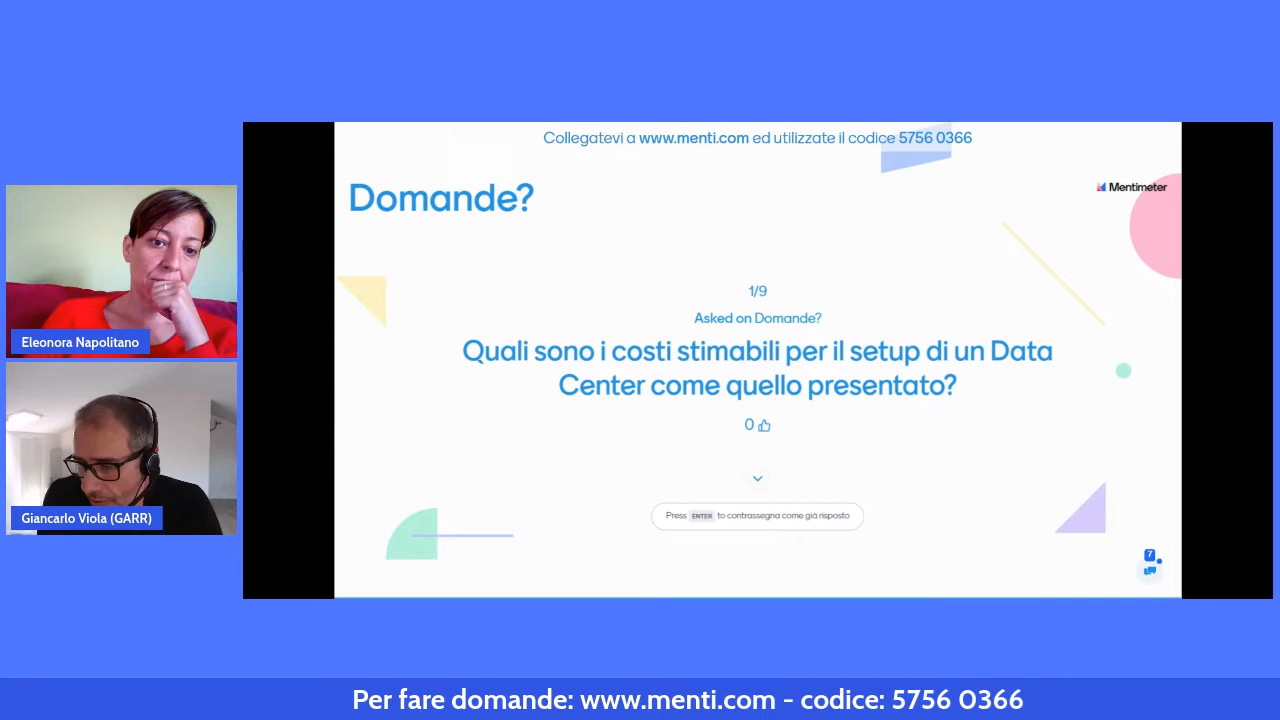 Collegatevi a www.menti.com ed utilizzate il codice 5756 0366
Domande?
Mentimeter
1/9
Asked on Domande?
Quali sono i costi stimabili per il setup di un Data
Center come quello presentato?
0
Press ENTER to contrassegna come già risposto
7
Eleonora Napolitano
Giancarlo Viola (GARR)
Per fare domande: www.menti.com - codice: 5756 0366